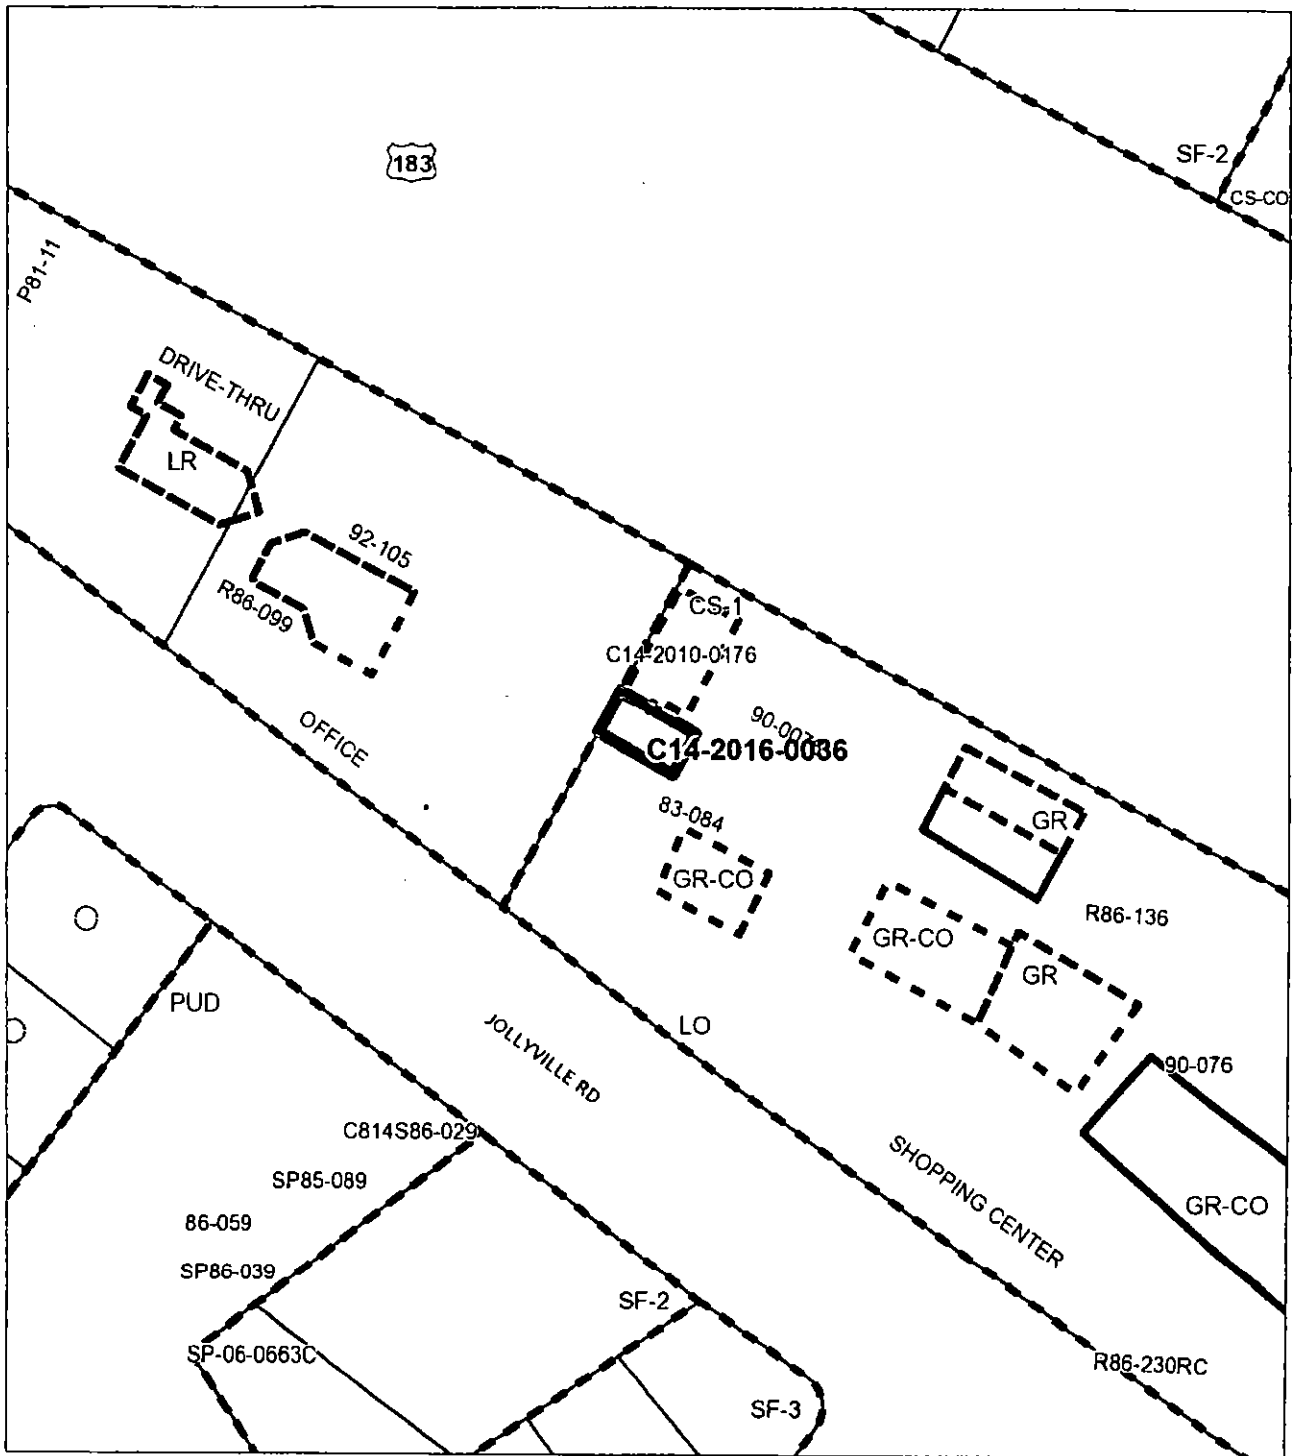 183
SF-2
CS-CO
P81-11
DRIVE-THRU
LR
92-105
R86-099
CS-1
C14-2010-0176
C14-2016-0036
OFFICE
83-084
GR-CO
GR
R86-136
GR-CO
GR
PUD
LO
JOLLYVILLE RD
90-076
C814S86-029
SP85-089
SHOPPING CENTER
GR-CO
86-059
SP86-039
SF-2
SP-06-0663C
R86-230RC
SF-3